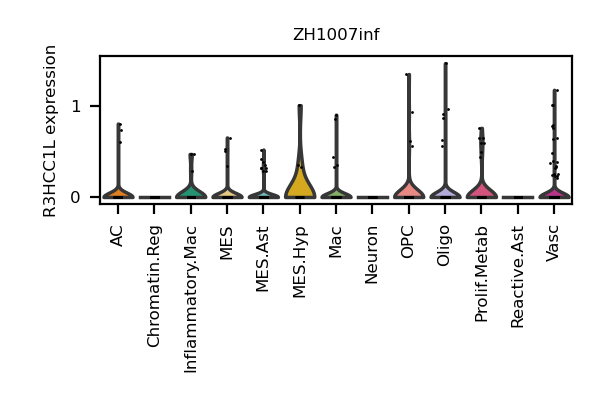 ZH1007inf
R3HCC1L expression
1
0
AC
Chromatin.Reg
Inflammatory.Mac
MES
MES.Ast
MES.Hyp
Mac
Neuron
OPC
Oligo
Prolif.Metab
Reactive.Ast
Vasc